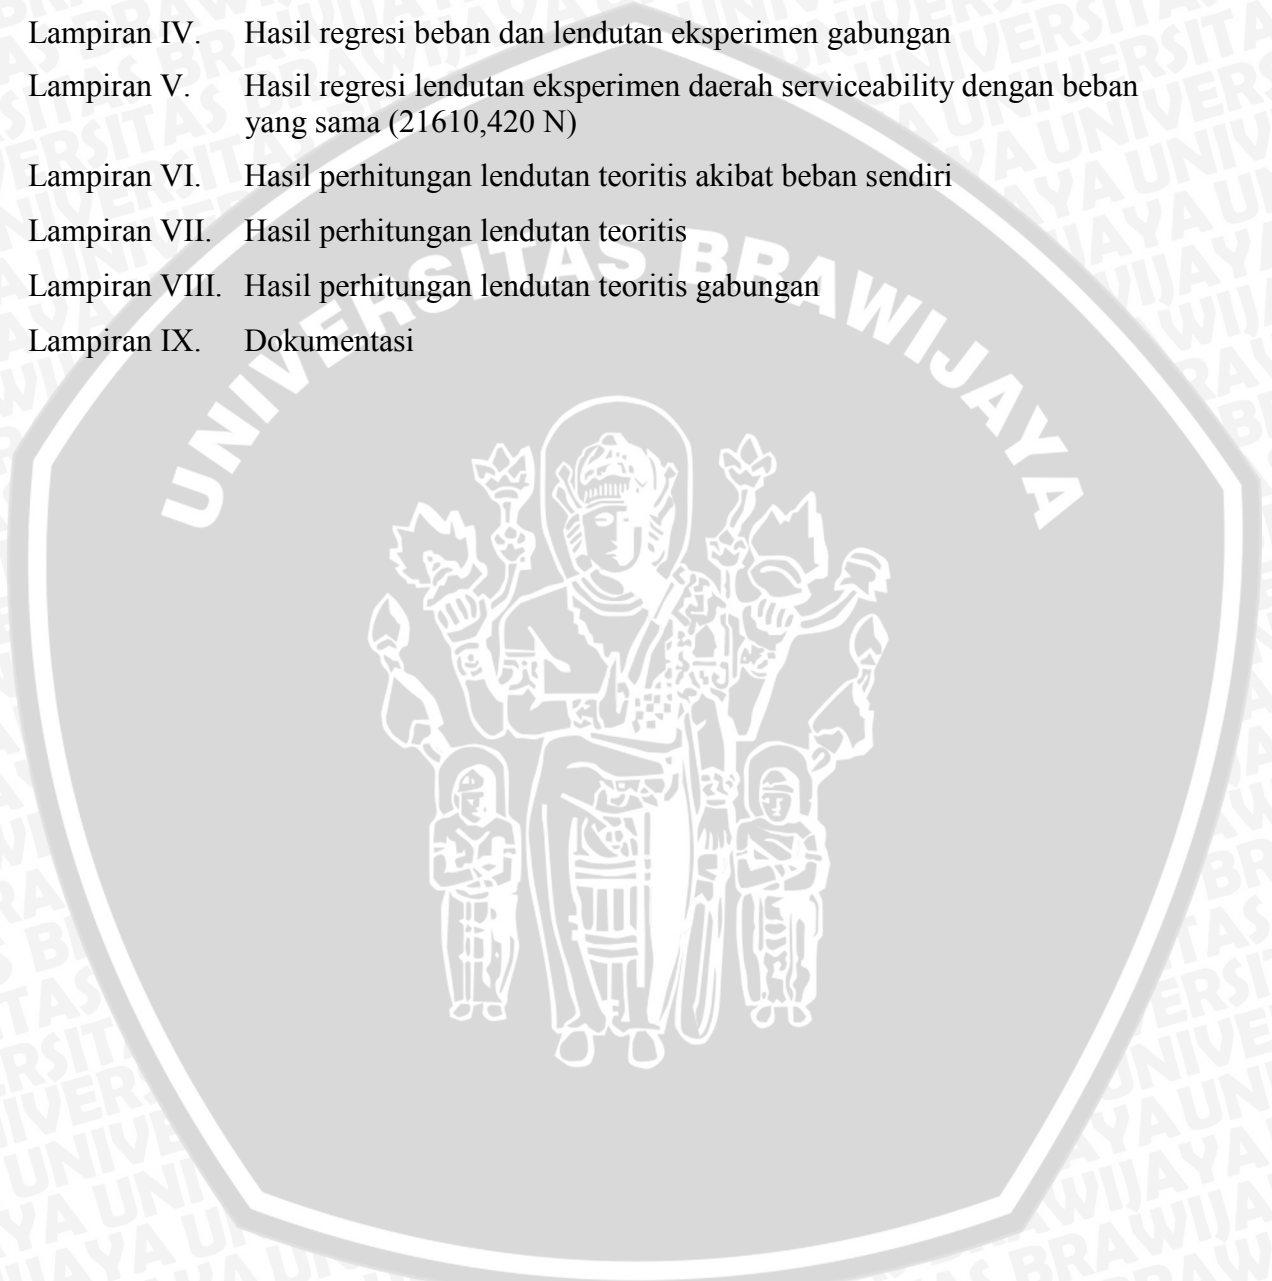 Lampiran IV. Hasil regresi beban dan lendutan eksperimen gabungan
Lampiran V. Hasil regresi lendutan eksperimen daerah serviceability dengan beban
yang sama (21610,420 N)
Lampiran VI. Hasil perhitungan lendutan teoritis akibat beban sendiri
Lampiran VII. Hasil perhitungan lendutan teoritis
Lampiran VIII. Hasil perhitungan lendutan teoritis gabungan
Lampiran IX. Dokumentasi
UNIVERSITAS BRAWIJAYA